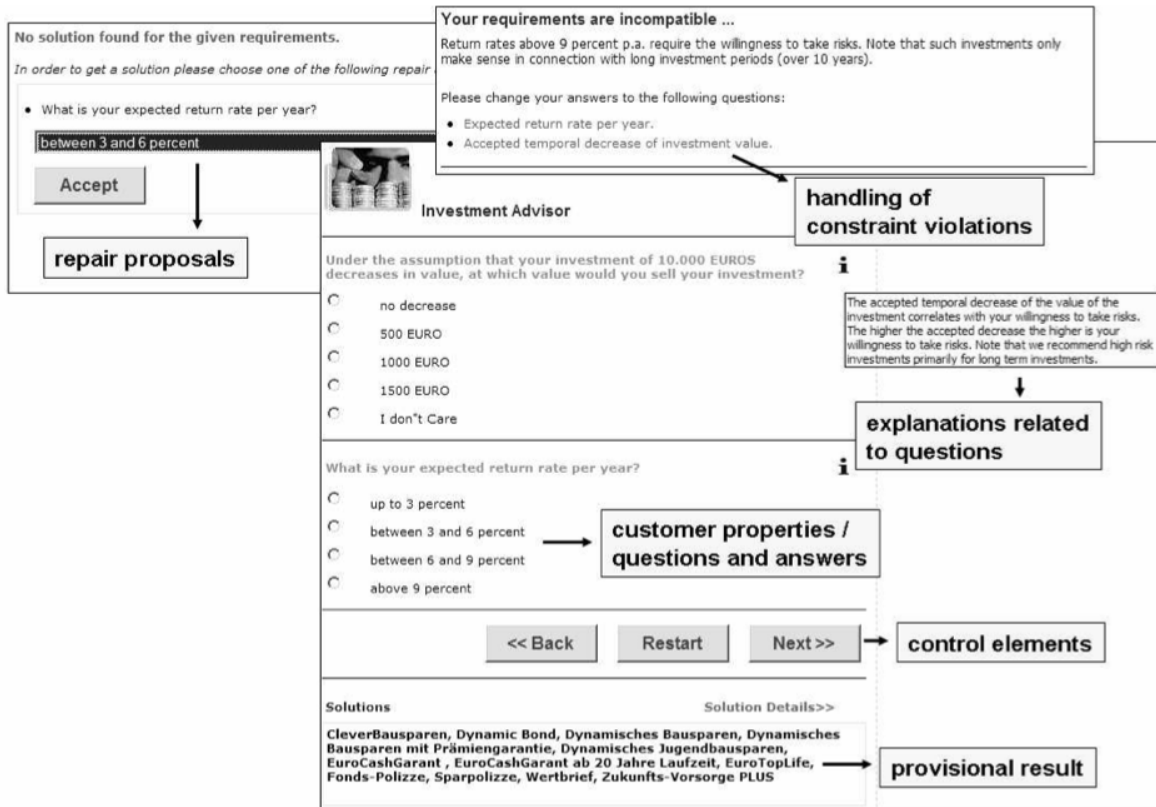 No solution found for the given requirements.
In order to get a solution please choose one of the following repair
• What is your expected return rate per year?
between 3 and 6 percent
Accept
repair proposals
Your requirements are incompatible ...
Return rates above 9 percent p.a. require the willingness to take risks. Note that such investments only
make sense in connection with long investment periods (over 10 years).
Please change your answers to the following questions:
• Expected return rate per year.
• Accepted temporal decrease of investment value.
handling of
constraint violations
Investment Advisor
Under the assumption that your investment of 10.000 EUROS
decreases in value, at which value would you sell your investment?
i
no decrease
500 EURO
1000 EURO
1500 EURO
I don"t Care
The accepted temporal decrease of the value of the
investment correlates with your willingness to take risks.
The higher the accepted decrease the higher is your
willingness to take risks. Note that we recommend high risk
investments primarily for long term investments.
explanations related
to questions
What is your expected return rate per year?
i
up to 3 percent
between 3 and 6 percent
between 6 and 9 percent
above 9 percent
customer properties /
questions and answers
<< Back
Restart
Next >>
control elements
Solutions
Solution Details>>
CleverBausparen, Dynamic Bond, Dynamisches Bausparen, Dynamisches
Bausparen mit Prämiengarantie, Dynamisches Jugendbausparen,
EuroCashGarant , EuroCashGarant ab 20 Jahre Laufzeit, EuroTopLife,
Fonds-Polizze, Sparpolizze, Wertbrief, Zukunfts-Vorsorge PLUS
provisional result